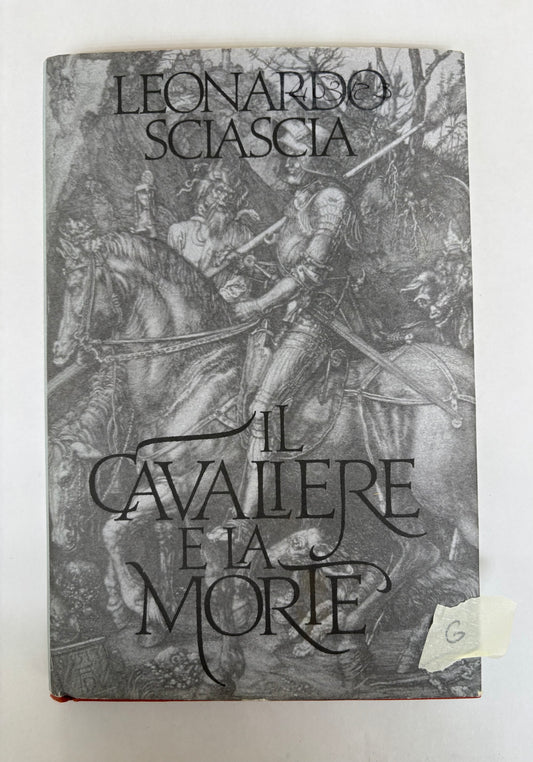 LEONARDO
SCIASCIA
IL
CAVALIERE
E LA
MORTE
G